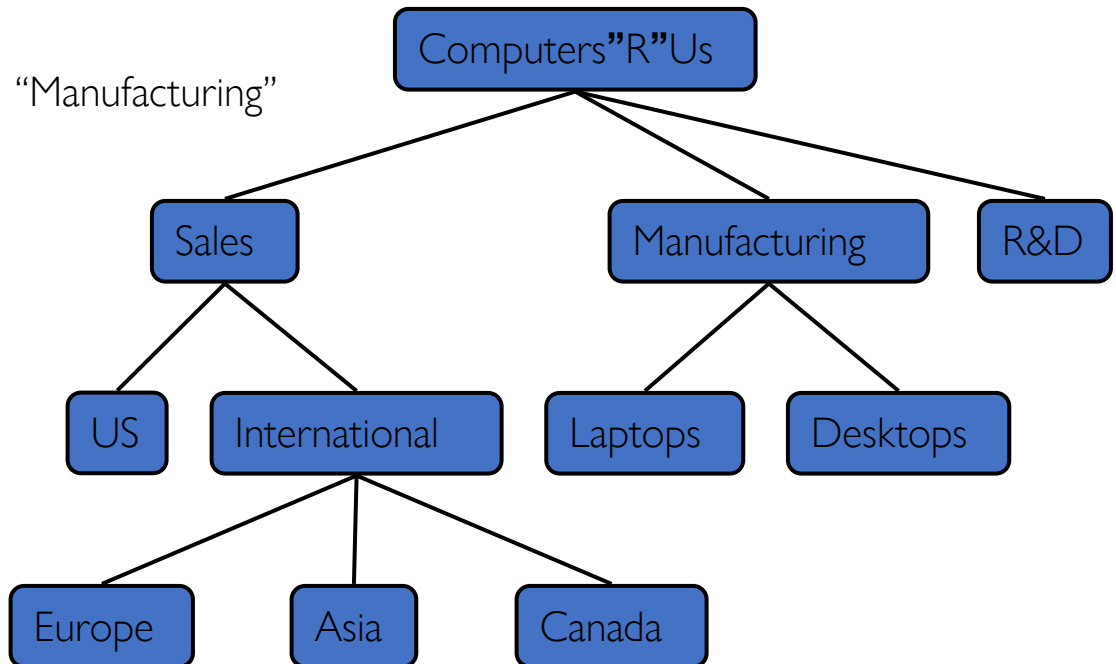 Computers”R”Us
“Manufacturing”
Sales
Manufacturing
R&D
US
International
Laptops
Desktops
Europe
Asia
Canada